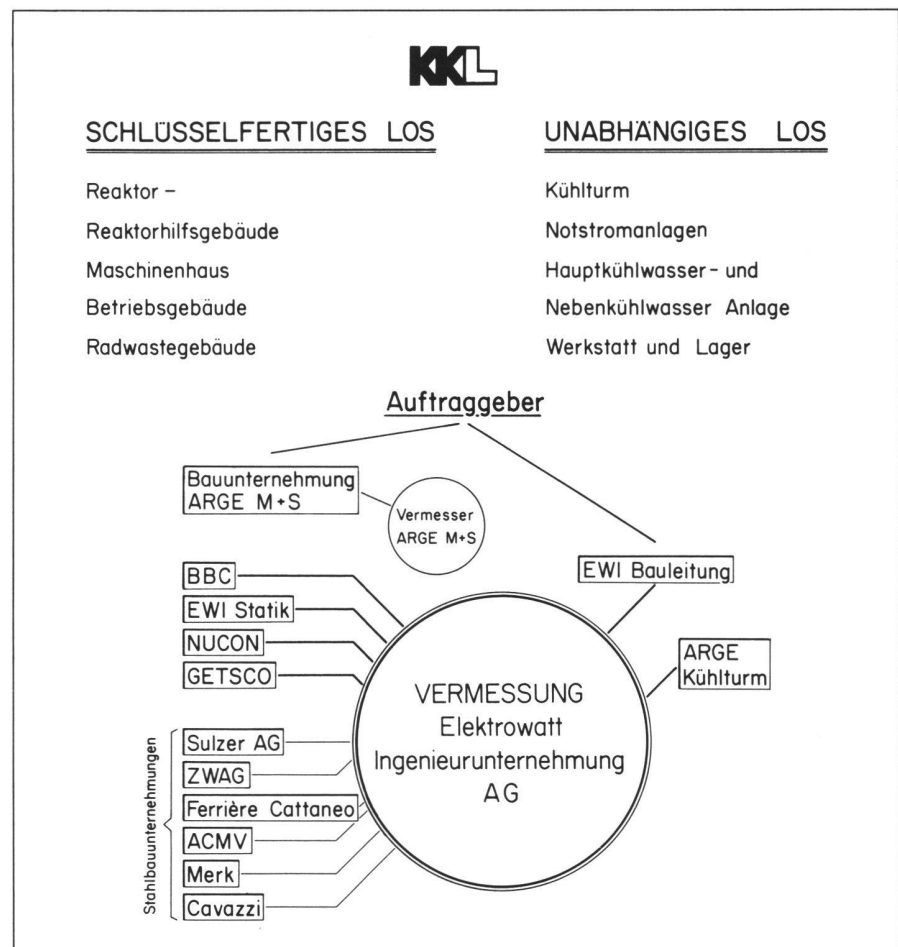 KKL
SCHLÜSSELFERTIGES LOS
Reaktor –
Reaktorhilfsgebäude
Maschinenhaus
Betriebsgebäude
Radwastegebäude
UNABHÄNGIGES LOS
Kühlturm
Notstromanlagen
Hauptkühlwasser- und
Nebenkühlwasser Anlage
Werkstatt und Lager
Auftraggeber
Bauunternehmung
ARGE M+S
Vermesser
ARGE M+S
EWI Bauleitung
BBC
EWI Statik
NUCON
GETSCO
ARGE
Kühlturm
VERMESSUNG
Elektrowatt
Ingenieurunternehmung
AG
Stahlbauunternehmungen
Sulzer AG
ZWAG
Ferrière Cattaneo
ACMV
Merk
Cavazzi